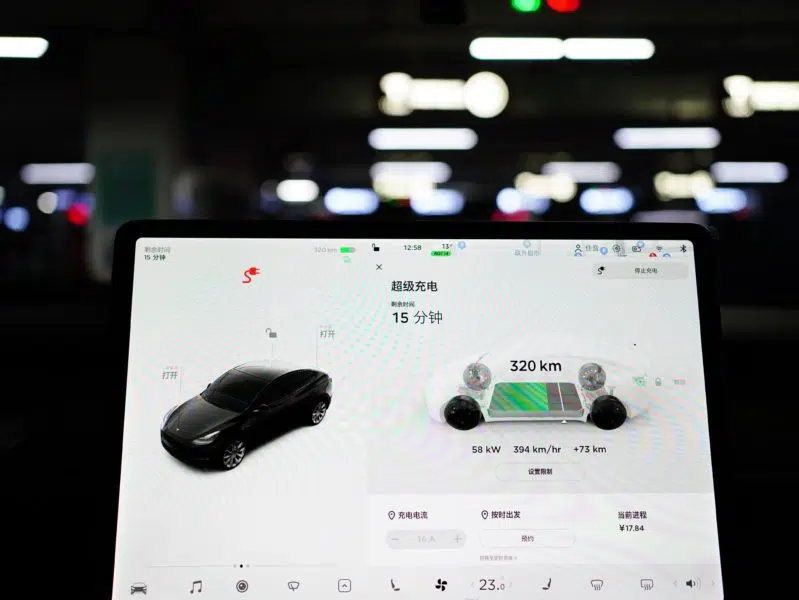 剩余时间
15 分钟
320 km
12:58
13°
超级充电
剩余时间
15 分钟
停止充电
打开
打开
320 km
58 kW 394 km/hr +73 km
设置限制
充电电流
按时出发
当前进程
¥17.84
预约
23.0